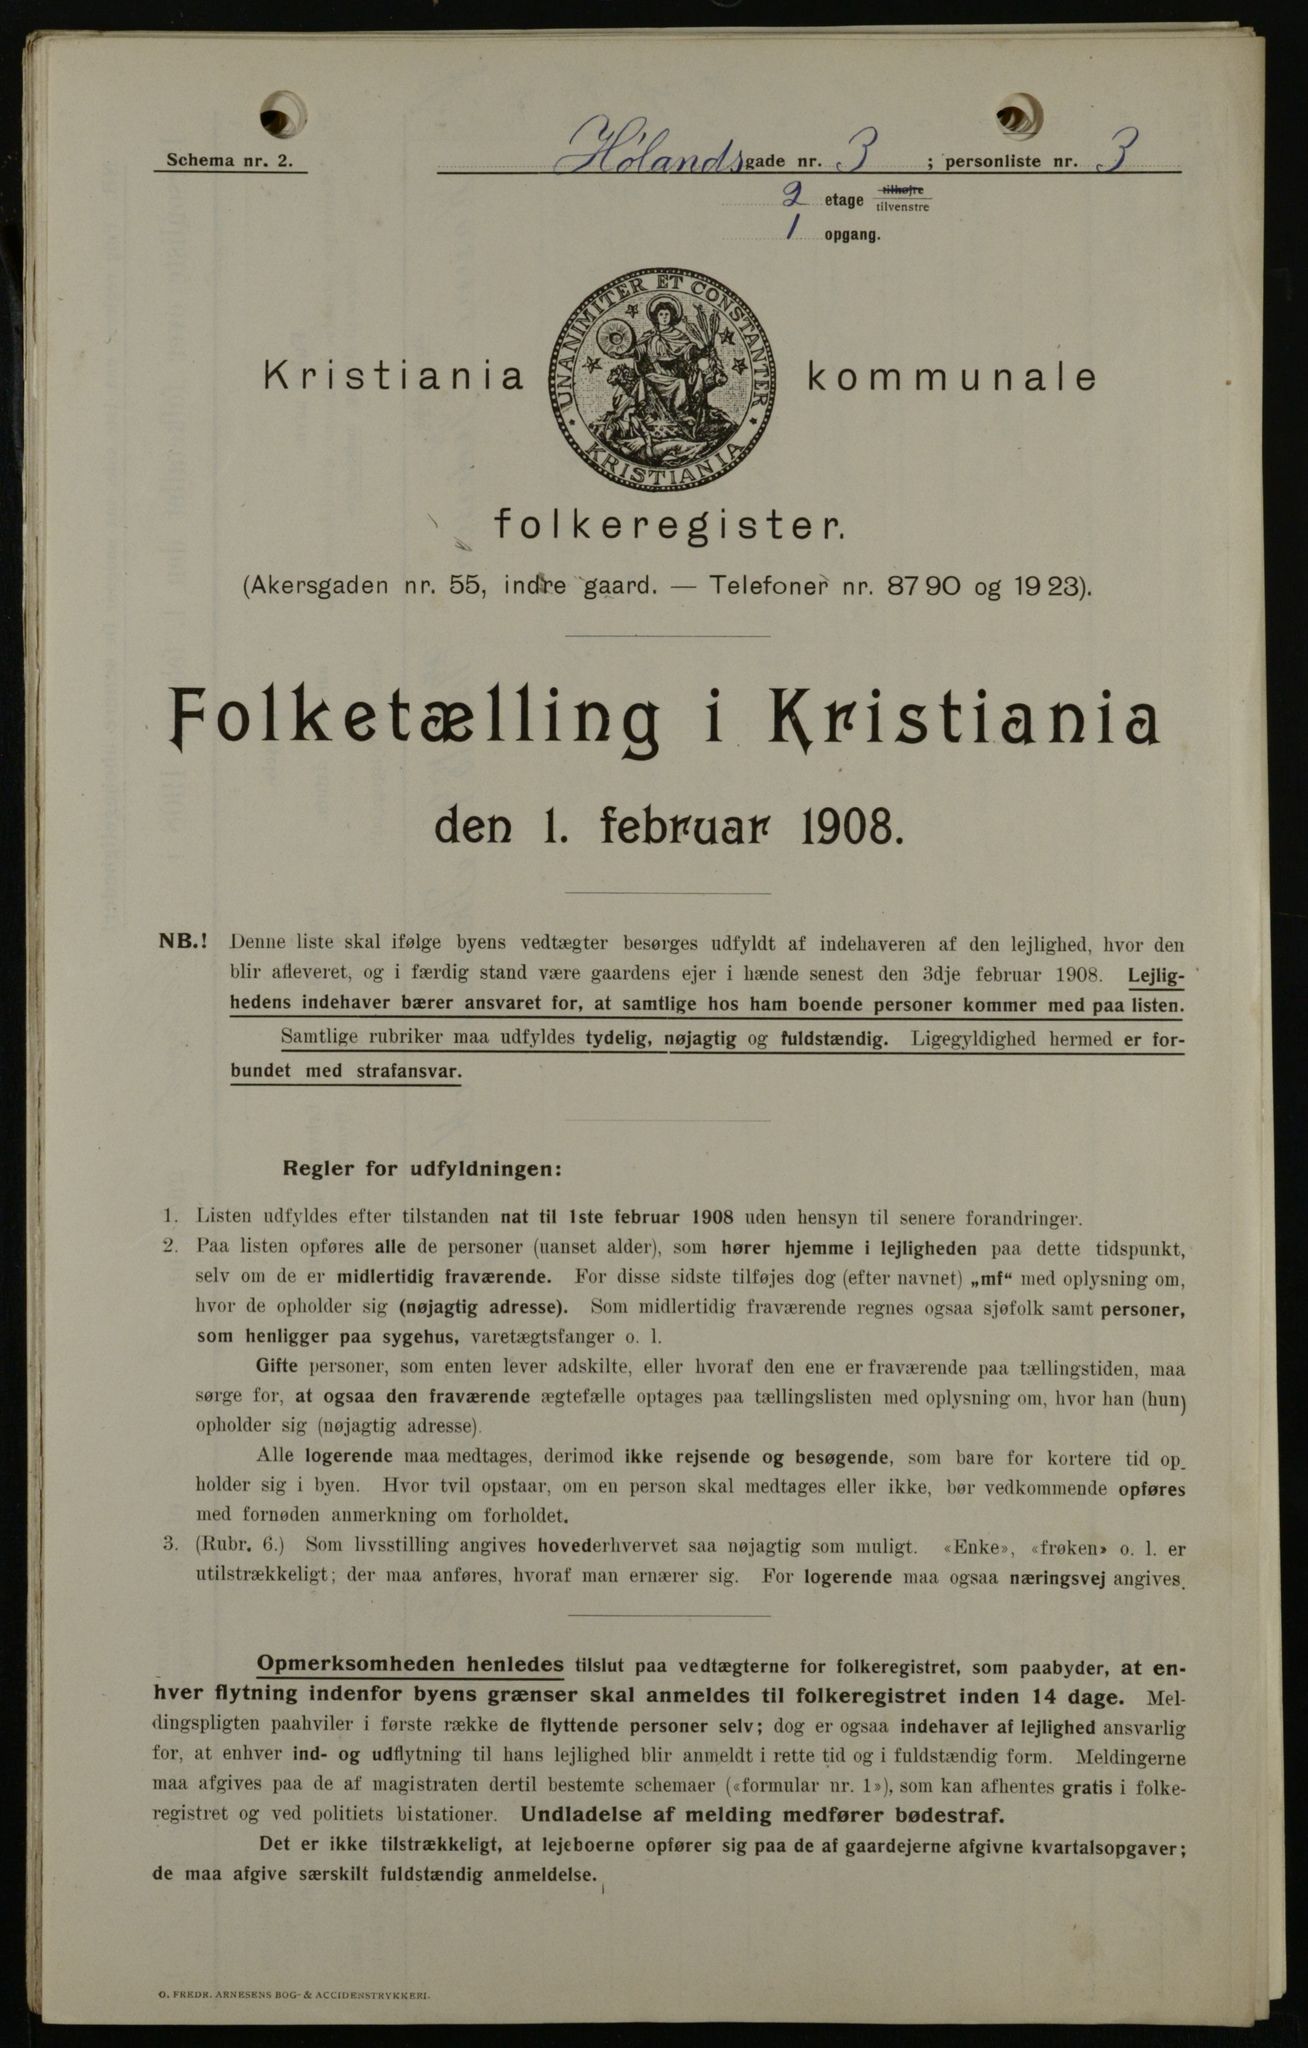 Schema nr. 2.
Hølandsgade nr. 3 ; personliste nr. 3
2 etage tilhøjre
tilvenstre
1 opgang.
UNANIMITER ET CONSTANTER
KRISTIANIA
Kristiania kommunale
folkeregister.
(Akersgaden nr. 55, indre gaard. — Telefoner nr. 8790 og 1923).
Folketælling i Kristiania
den 1. februar 1908.
NB.! Denne liste skal ifølge byens vedtægter besørges udfyldt af indehaveren af den lejlighed, hvor den
blir afleveret, og i færdig stand være gaardens ejer i hænde senest den 3dje februar 1908. Lejlig-
hedens indehaver bærer ansvaret for, at samtlige hos ham boende personer kommer med paa listen.
Samtlige rubriker maa udfyldes tydelig, nøjagtig og fuldstændig. Ligegyldighed hermed er for-
bundet med strafansvar.
Regler for udfyldningen:
1. Listen udfyldes efter tilstanden nat til 1ste februar 1908 uden hensyn til senere forandringer.
2. Paa listen opføres alle de personer (uanset alder), som hører hjemme i lejligheden paa dette tidspunkt,
selv om de er midlertidig fraværende. For disse sidste tilføjes dog (efter navnet) „mf“ med oplysning om,
hvor de opholder sig (nøjagtig adresse). Som midlertidig fraværende regnes ogsaa sjøfolk samt personer,
som henligger paa sygehus, varetægtsfanger o. l.
Gifte personer, som enten lever adskilte, eller hvoraf den ene er fraværende paa tællingstiden, maa
sørge for, at ogsaa den fraværende ægtefælle optages paa tællingslisten med oplysning om, hvor han (hun)
opholder sig (nøjagtig adresse).
Alle logerende maa medtages, derimod ikke rejsende og besøgende, som bare for kortere tid op-
holder sig i byen. Hvor tvil opstaar, om en person skal medtages eller ikke, bør vedkommende opføres
med fornøden anmerkning om forholdet.
3. (Rubr. 6.) Som livsstilling angives hovederhvervet saa nøjagtig som muligt. «Enke», «frøken» o. l. er
utilstrækkeligt; der maa anføres, hvoraf man ernærer sig. For logerende maa ogsaa næringsvej angives.
Opmerksomheden henledes tilslut paa vedtægterne for folkeregistret, som paabyder, at en-
hver flytning indenfor byens grænser skal anmeldes til folkeregistret inden 14 dage. Mel-
dingspligten paahviler i første række de flyttende personer selv; dog er ogsaa indehaver af lejlighed ansvarlig
for, at enhver ind- og udflytning til hans lejlighed blir anmeldt i rette tid og i fuldstændig form. Meldingerne
maa afgives paa de af magistraten dertil bestemte schemaer («formular nr. 1»), som kan afhentes gratis i folke-
registret og ved politiets bistationer. Undladelse af melding medfører bødestraf.
Det er ikke tilstrækkeligt, at lejeboerne opfører sig paa de af gaardejerne afgivne kvartalsopgaver;
de maa afgive særskilt fuldstændig anmeldelse.
O. FREDR. ARNESENS BOG- & ACCIDENSTRYKKERI.